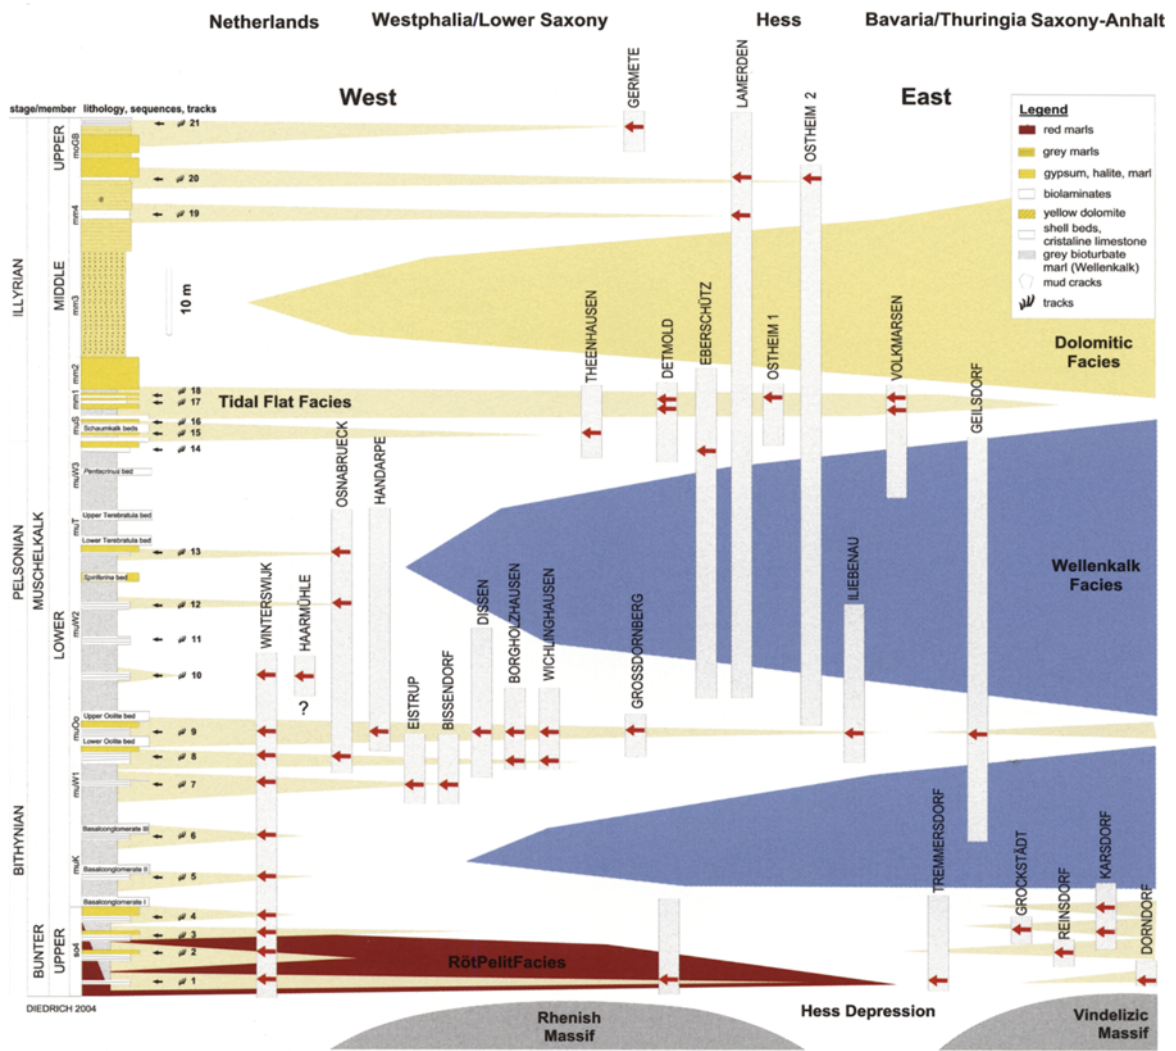 Netherlands
Westphalia/Lower Saxony
Hess
Bavaria/Thuringia Saxony-Anhalt
West
East
stage/member
lithology, sequences, tracks
GERMETE
LAMERDEN
OSTHEIM 2
Legend
red marls
grey marls
gypsum, halite, marl
biolaminates
yellow dolomite
shell beds,
cristaline limestone
grey bioturbate
marl (Wellenkalk)
mud cracks
tracks
ILLYRIAN
PELSONIAN
BITHYNIAN
BUNTER
MUSCHELKALK
UPPER
MIDDLE
LOWER
UPPER
moGB
mm4
mm3
mm2
mm1
muS
muW3
muT
muW2
muOo
muW1
muK
so4
21
20
19
18
17
16
15
14
13
12
11
10
9
8
7
6
5
4
3
2
1
10 m
Schaumkalk beds
Pentacrinus bed
Upper Terebratula bed
Lower Terebratula bed
Spiriferina bed
Upper Oolite bed
Lower Oolite bed
Basalconglomerate III
Basalconglomerate II
Basalconglomerate I
Dolomitic
Facies
Tidal Flat Facies
THEENHAUSEN
DETMOLD
EBERSCHÜTZ
OSTHEIM 1
VOLKMARSEN
GEILSDORF
OSNABRUECK
HANDARPE
Wellenkalk
Facies
WINTERSWIJK
HAARMÜHLE
?
EISTRUP
BISSENDORF
DISSEN
BORGHOLZHAUSEN
WICHLINGHAUSEN
GROSSDORNBERG
ILIEBENAU
TREMMERSDORF
GROCKSTÄDT
REINSDORF
KARSDORF
DORNDORF
RötPelitFacies
DIEDRICH 2004
Rhenish
Massif
Hess Depression
Vindelizic
Massif